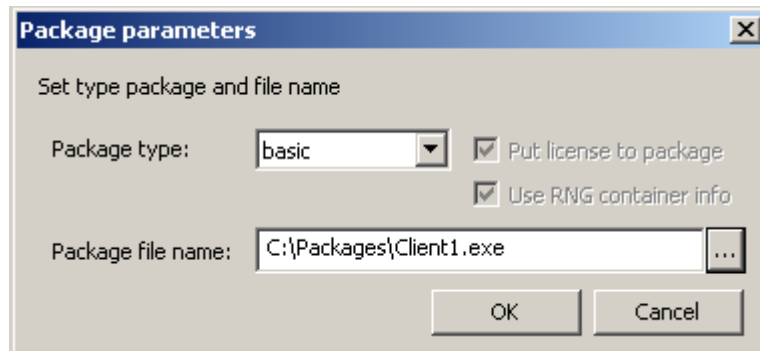 Package parameters
Set type package and file name
Package type: basic Put license to package
Use RNG container info
Package file name: C:\Packages\Client1.exe ...
OK Cancel